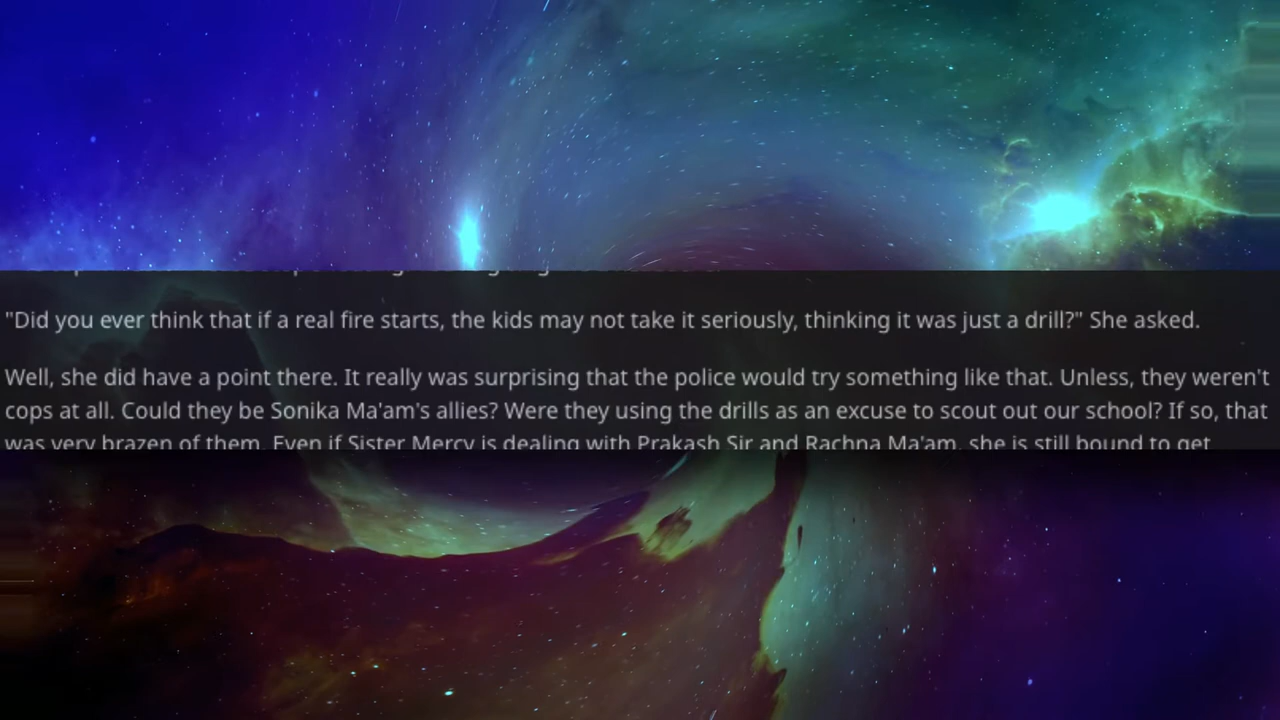 "Did you ever think that if a real fire starts, the kids may not take it seriously, thinking it was just a drill?" She asked.
Well, she did have a point there. It really was surprising that the police would try something like that. Unless, they weren't
cops at all. Could they be Sonika Ma'am's allies? Were they using the drills as an excuse to scout out our school? If so, that
was very brazen of them. Even if Sister Mercy is dealing with Prakash Sir and Rachna Ma'am, she is still bound to get